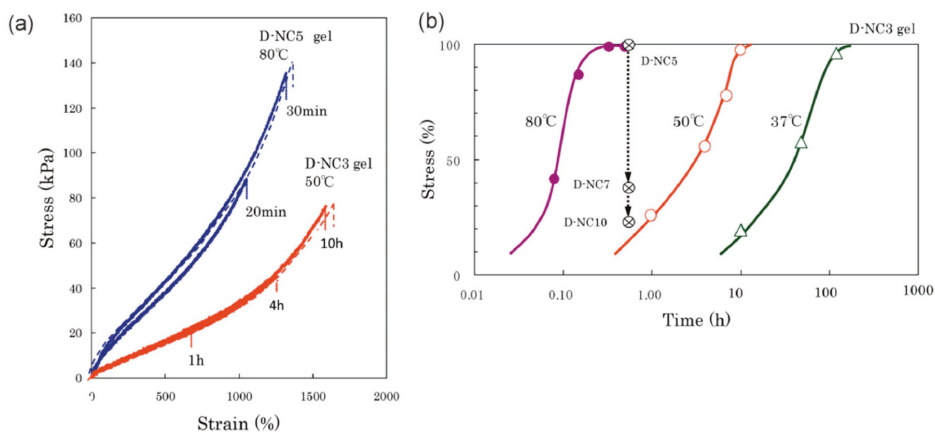 (a)
160
140
120
100
80
60
40
20
0
Stress (kPa)
D-NC5 gel
80℃
30min
20min
D-NC3 gel
50℃
10h
4h
1h
0
500
1000
1500
2000
Strain (%)
(b)
D-NC3 gel
100
50
0
Stress (%)
80℃
50℃
37℃
D-NC5
D-NC7
D-NC10
0.01
0.10
1.00
10
100
1000
Time (h)